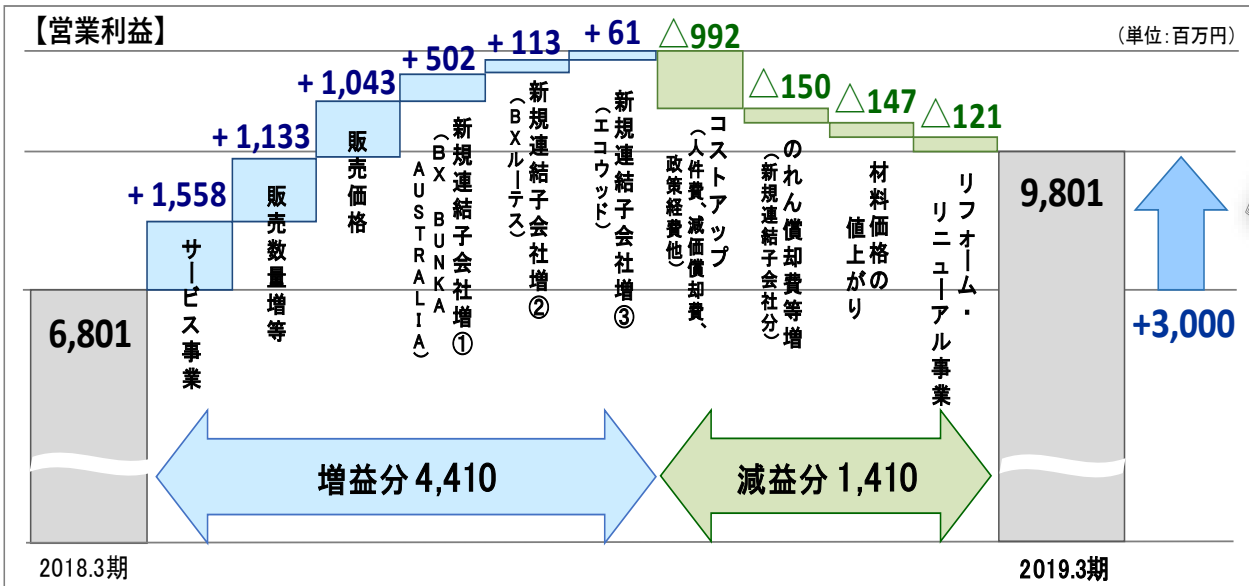 【営業利益】
(単位:百万円)
+ 1,558
+ 1,133
+ 1,043
+ 502
+ 113
+ 61
△992
△150
△147
△121
6,801
サービス事業
販売数量増等
販売価格
新規連結子会社増①
(BX BUNKA
AUSTRALIA)
新規連結子会社増②
(BXルーテス)
新規連結子会社増③
(エコウッド)
コストアップ
(人件費、減価償却費、
政策経費他)
のれん償却費等増
(新規連結子会社分)
材料価格の
値上がり
リフォーム・
リニューアル事業
9,801
+3,000
増益分 4,410
減益分 1,410
2018.3期
2019.3期